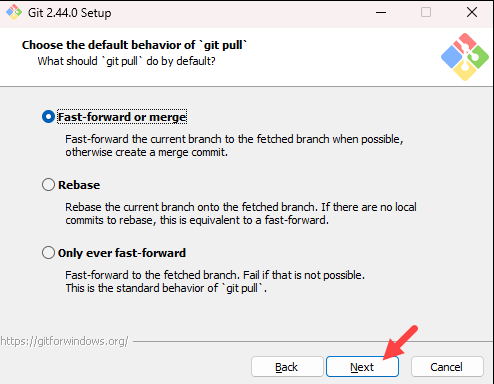 Git 2.44.0 Setup
Choose the default behavior of `git pull`
What should `git pull` do by default?
Fast-forward or merge
Fast-forward the current branch to the fetched branch when possible,
otherwise create a merge commit.
Rebase
Rebase the current branch onto the fetched branch. If there are no local
commits to rebase, this is equivalent to a fast-forward.
Only ever fast-forward
Fast-forward to the fetched branch. Fail if that is not possible.
This is the standard behavior of `git pull`.
https://gitforwindows.org/
Back Next Cancel